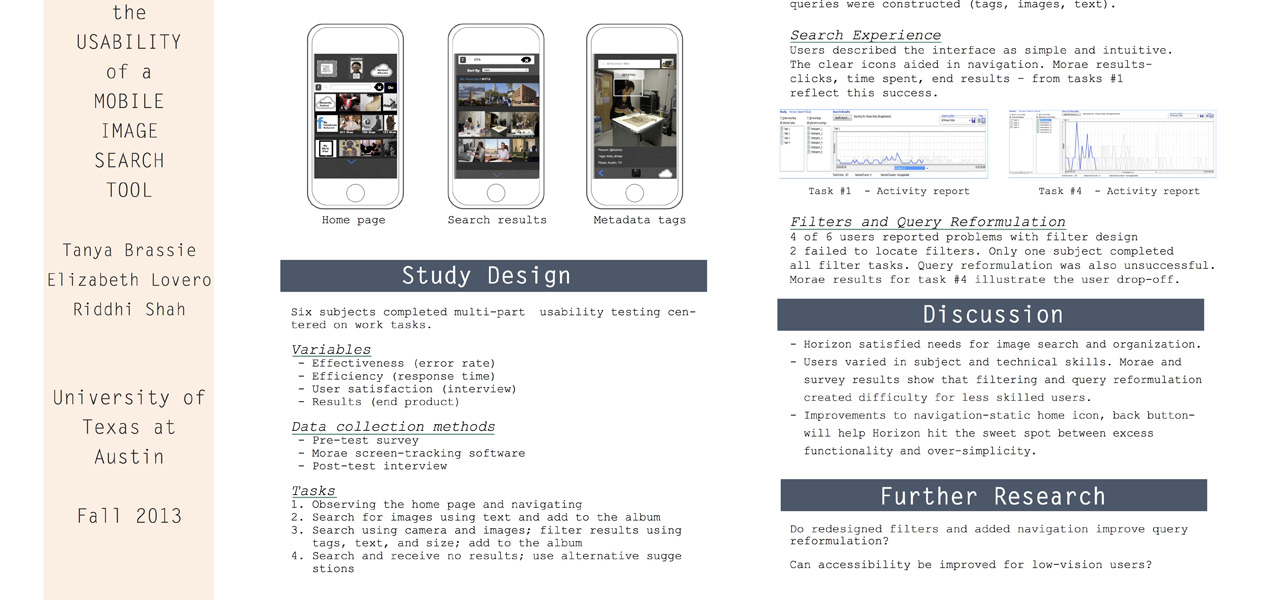 the
USABILITY
of a
MOBILE
IMAGE
SEARCH
TOOL
Tanya Brassie
Elizabeth Lovero
Riddhi Shah
University of
Texas at
Austin
Fall 2013
Home page
Search results
Metadata tags
Study Design
Six subjects completed multi-part usability testing cen-
tered on work tasks.
Variables
- Effectiveness (error rate)
- Efficiency (response time)
- User satisfaction (interview)
- Results (end product)
Data collection methods
- Pre-test survey
- Morae screen-tracking software
- Post-test interview
Tasks
1. Observing the home page and navigating
2. Search for images using text and add to the album
3. Search using camera and images; filter results using
tags, text, and size; add to the album
4. Search and receive no results; use alternative sugge
stions
queries were constructed (tags, images, text).
Search Experience
Users described the interface as simple and intuitive.
The clear icons aided in navigation. Morae results-
clicks, time spent, end results - from tasks #1
reflect this success.
Task #1 - Activity report
Task #4 - Activity report
Filters and Query Reformulation
4 of 6 users reported problems with filter design
2 failed to locate filters. Only one subject completed
all filter tasks. Query reformulation was also unsuccessful.
Morae results for task #4 illustrate the user drop-off.
Discussion
- Horizon satisfied needs for image search and organization.
- Users varied in subject and technical skills. Morae and
survey results show that filtering and query reformulation
created difficulty for less skilled users.
- Improvements to navigation-static home icon, back button-
will help Horizon hit the sweet spot between excess
functionality and over-simplicity.
Further Research
Do redesigned filters and added navigation improve query
reformulation?
Can accessibility be improved for low-vision users?